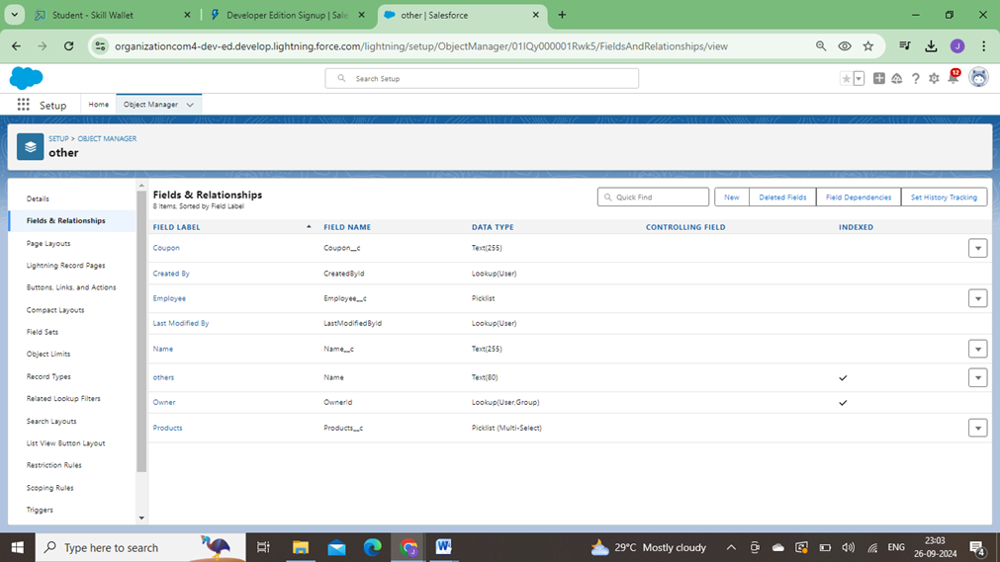 Student - Skill Wallet
Developer Edition Signup | Sale
other | Salesforce
organizationcom4-dev-ed.develop.lightning.force.com/lightning/setup/ObjectManager/01IQy000001Rwk5/FieldsAndRelationships/view
J
Search Setup
12
Setup
Home
Object Manager
SETUP > OBJECT MANAGER
other
Details
Fields & Relationships
Page Layouts
Lightning Record Pages
Buttons, Links, and Actions
Compact Layouts
Field Sets
Object Limits
Record Types
Related Lookup Filters
Search Layouts
List View Button Layout
Restriction Rules
Scoping Rules
Triggers
Fields & Relationships
8 Items, Sorted by Field Label
Quick Find
New
Deleted Fields
Field Dependencies
Set History Tracking
FIELD LABEL FIELD NAME DATA TYPE CONTROLLING FIELD INDEXED
Coupon Coupon__c Text(255)
Created By CreatedById Lookup(User)
Employee Employee__c Picklist
Last Modified By LastModifiedById Lookup(User)
Name Name__c Text(255)
others Name Text(80)
Owner OwnerId Lookup(User,Group)
Products Products__c Picklist (Multi-Select)
Type here to search
29°C Mostly cloudy
ENG
23:03
26-09-2024
4